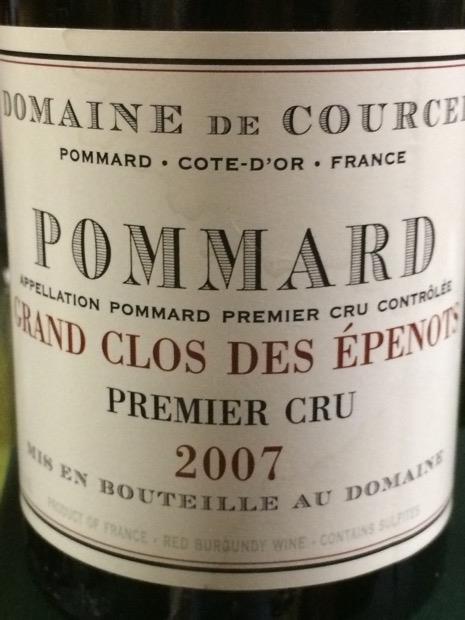 DOMAINE DE COURCEL
POMMARD • COTE-D'OR • FRANCE
POMMARD
APPELLATION POMMARD PREMIER CRU CONTRÔLÉE
GRAND CLOS DES ÉPENOTS
PREMIER CRU
2007
MIS EN BOUTEILLE AU DOMAINE
PRODUCT OF FRANCE - RED BURGUNDY WINE - CONTAINS SULFITES